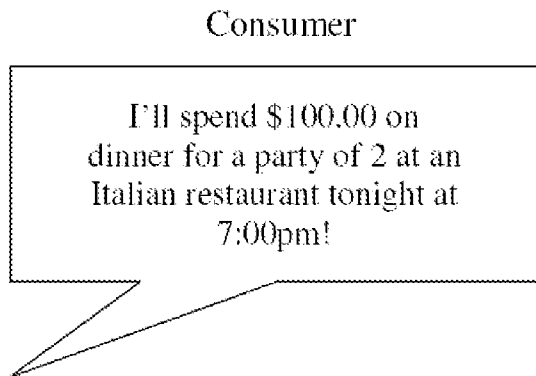 Consumer
I'll spend $100.00 on
dinner for a party of 2 at an
Italian restaurant tonight at
7:00pm!